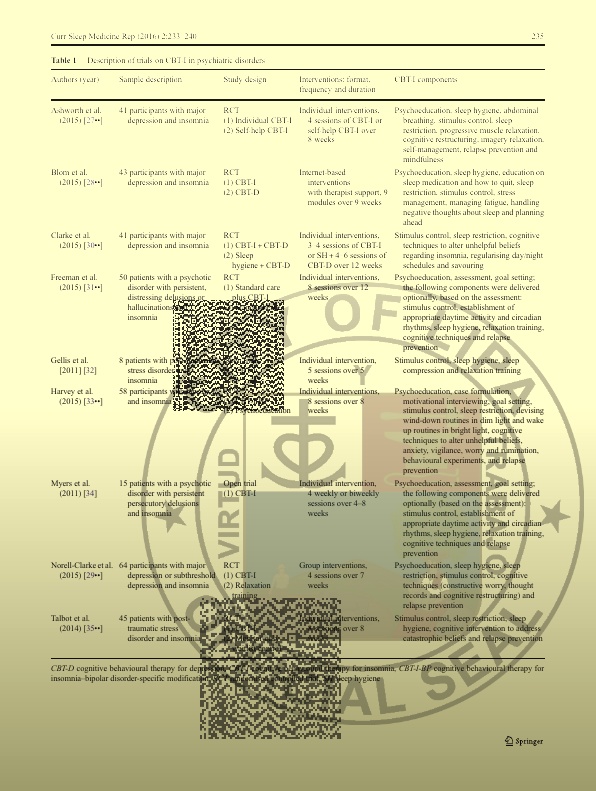 Curr Sleep Medicine Rep (2016) 2:233–240
235
Table 1 Description of trials on CBT-I in psychiatric disorders
Authors (year)
Sample description
Study design
Interventions: format,
frequency and duration
CBT-I components
Ashworth et al.
(2015) [27••]
41 participants with major
depression and insomnia
RCT
(1) Individual CBT-I
(2) Self-help CBT-I
Individual interventions,
4 sessions of CBT-I or
self-help CBT-I over
8 weeks
Psychoeducation, sleep hygiene, abdominal
breathing, stimulus control, sleep
restriction, progressive muscle relaxation,
cognitive restructuring, imagery relaxation,
self-management, relapse prevention and
mindfulness
Blom et al.
(2015) [28••]
43 participants with major
depression and insomnia
RCT
(1) CBT-I
(2) CBT-D
Internet-based
interventions
with therapist support, 9
modules over 9 weeks
Psychoeducation, sleep hygiene, education on
sleep medication and how to quit, sleep
restriction, stimulus control, stress
management, managing fatigue, handling
negative thoughts about sleep and planning
ahead
Clarke et al.
(2015) [30••]
41 participants with major
depression and insomnia
RCT
(1) CBT-I + CBT-D
(2) Sleep
hygiene + CBT-D
Individual interventions,
3–4 sessions of CBT-I
or SH + 4–6 sessions of
CBT-D over 12 weeks
Stimulus control, sleep restriction, cognitive
techniques to alter unhelpful beliefs
regarding insomnia, regularising day/night
schedules and savouring
Freeman et al.
(2015) [31••]
50 patients with a psychotic
disorder with persistent,
distressing delusions or
hallucinations
insomnia
RCT
(1) Standard care
plus CBT-I
Individual interventions,
8 sessions over 12
weeks
Psychoeducation, assessment, goal setting;
the following components were delivered
optionally, based on the assessment:
stimulus control, establishment of
appropriate daytime activity and circadian
rhythms, sleep hygiene, relaxation training,
cognitive techniques and relapse
prevention
Gellis et al.
[2011] [32]
8 patients with
stress disorder
insomnia
Individual interventions,
5 sessions over 5
weeks
Stimulus control, sleep hygiene, sleep
compression and relaxation training
Harvey et al.
(2015) [33••]
58 participants
and insomnia
(2) Psychoeducation
Individual interventions,
8 sessions over 8
weeks
Psychoeducation, case formulation,
motivational interviewing, goal setting,
stimulus control, sleep restriction, devising
wind-down routines in dim light and wake
up routines in bright light, cognitive
techniques to alter unhelpful beliefs,
anxiety, vigilance, worry and rumination,
behavioural experiments, and relapse
prevention
Myers et al.
(2011) [34]
15 patients with a psychotic
disorder with persistent
persecutory delusions
and insomnia
Open trial
(1) CBT-I
Individual intervention,
4 weekly or biweekly
sessions over 4–8
weeks
Psychoeducation, assessment, goal setting;
the following components were delivered
optionally (based on the assessment):
stimulus control, establishment of
appropriate daytime activity and circadian
rhythms, sleep hygiene, relaxation training,
cognitive techniques and relapse
prevention
Norell-Clarke et al.
(2015) [29••]
64 participants with major
depression or subthreshold
depression and insomnia
RCT
(1) CBT-I
(2) Relaxation
training
Group interventions,
4 sessions over 7
weeks
Psychoeducation, sleep hygiene, sleep
restriction, stimulus control, cognitive
techniques (constructive worry, thought
records and cognitive restructuring) and
relapse prevention
Talbot et al.
(2014) [35••]
45 patients with post-
traumatic stress
disorder and insomnia
Individual interventions,
over 8
Stimulus control, sleep restriction, sleep
hygiene, cognitive intervention to address
catastrophic beliefs and relapse prevention
CBT-D cognitive behavioural therapy for therapy for insomnia, CBT-I-BP cognitive behavioural therapy for
insomnia–bipolar disorder-specific modification, sleep hygiene
Springer
OF
VIRTUD
SEAL